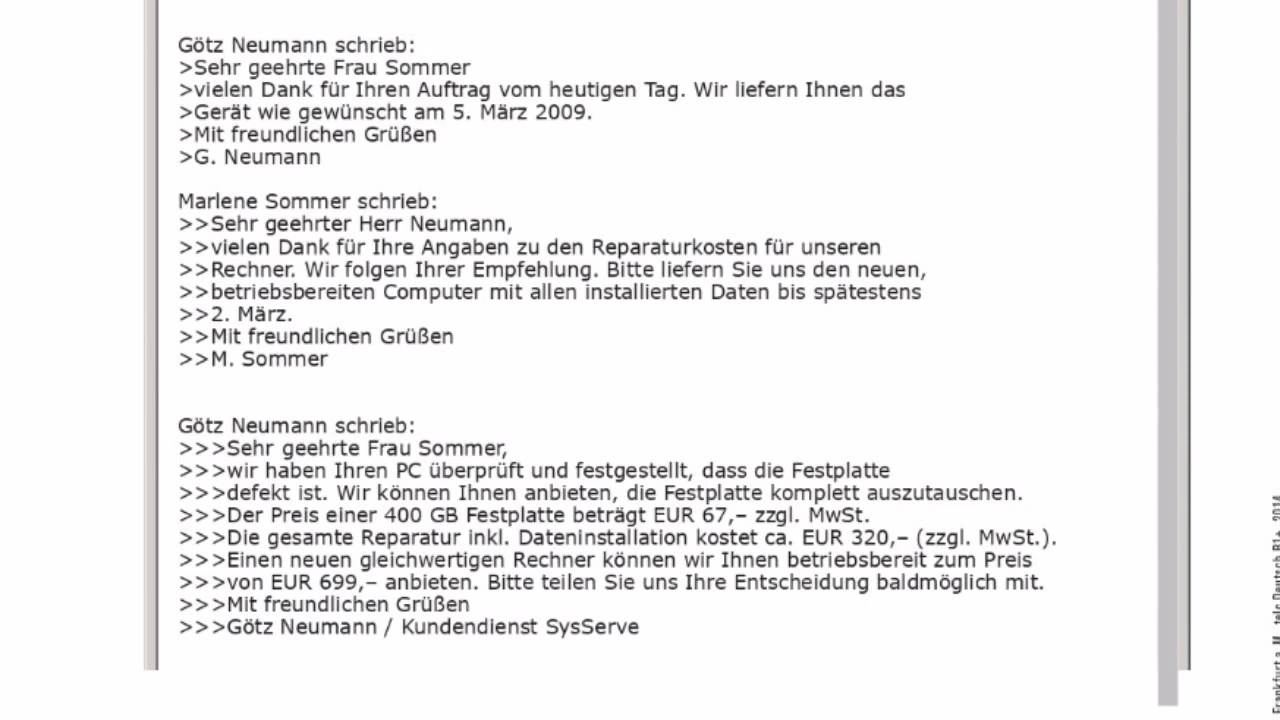 Götz Neumann schrieb:
>Sehr geehrte Frau Sommer
>vielen Dank für Ihren Auftrag vom heutigen Tag. Wir liefern Ihnen das
>Gerät wie gewünscht am 5. März 2009.
>Mit freundlichen Grüßen
>G. Neumann
Marlene Sommer schrieb:
>>Sehr geehrter Herr Neumann,
>>vielen Dank für Ihre Angaben zu den Reparaturkosten für unseren
>>Rechner. Wir folgen Ihrer Empfehlung. Bitte liefern Sie uns den neuen,
>>betriebsbereiten Computer mit allen installierten Daten bis spätestens
>>2. März.
>>Mit freundlichen Grüßen
>>M. Sommer
Götz Neumann schrieb:
>>>Sehr geehrte Frau Sommer,
>>>wir haben Ihren PC überprüft und festgestellt, dass die Festplatte
>>>defekt ist. Wir können Ihnen anbieten, die Festplatte komplett auszutauschen.
>>>Der Preis einer 400 GB Festplatte beträgt EUR 67,– zzgl. MwSt.
>>>Die gesamte Reparatur inkl. Dateninstallation kostet ca. EUR 320,– (zzgl. MwSt.).
>>>Einen neuen gleichwertigen Rechner können wir Ihnen betriebsbereit zum Preis
>>>von EUR 699,– anbieten. Bitte teilen Sie uns Ihre Entscheidung baldmöglich mit.
>>>Mit freundlichen Grüßen
>>>Götz Neumann / Kundendienst SysServe
Frankfurt a. M. telc Deutsch B1+